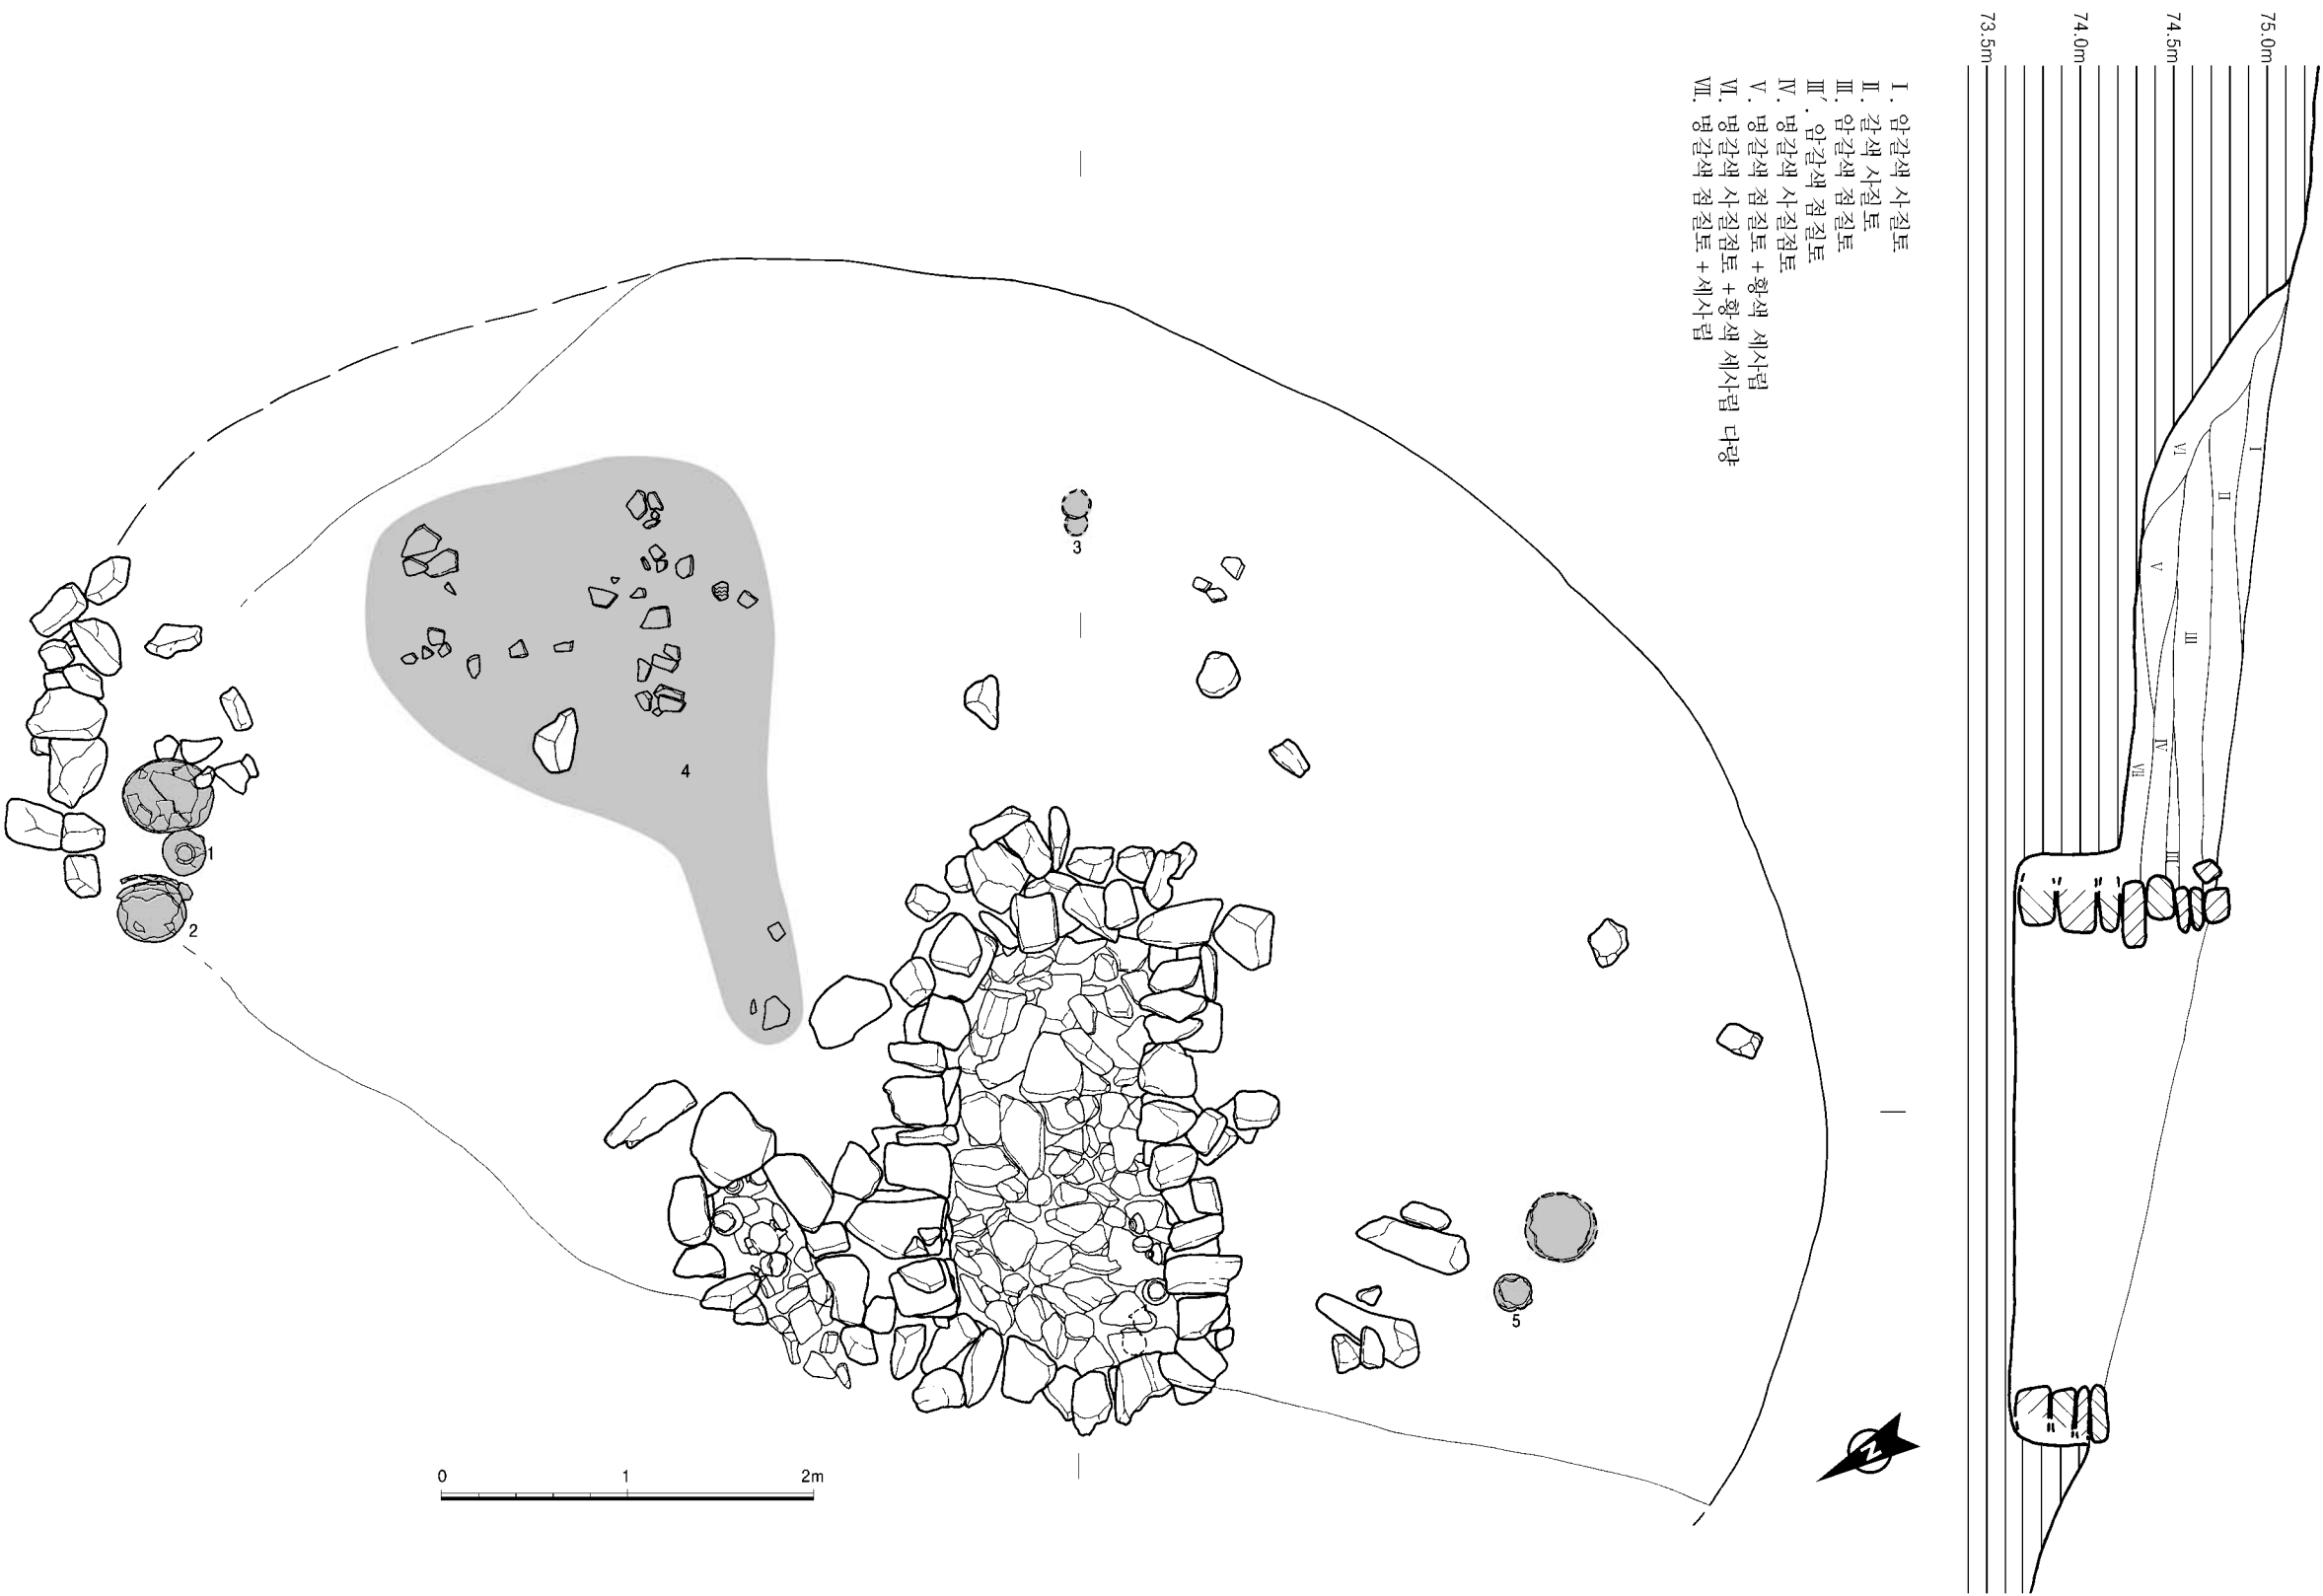 73.5m
74.0m
74.5m
75.0m
Ⅰ. 암갈색 사질토
Ⅱ. 갈색 사질토
Ⅲ. 암갈색 점질토
Ⅲ′. 암갈색 점질토
Ⅳ. 명갈색 사질점토
Ⅴ. 명갈색 점질토+황색 세사립
Ⅵ. 명갈색 사질점토+황색 세사립 다량
Ⅶ. 명갈색 점질토+세사립
Ⅰ
Ⅱ
Ⅲ
Ⅵ
Ⅴ
Ⅳ
Ⅶ
3
4
1
2
5
N
0 1 2m